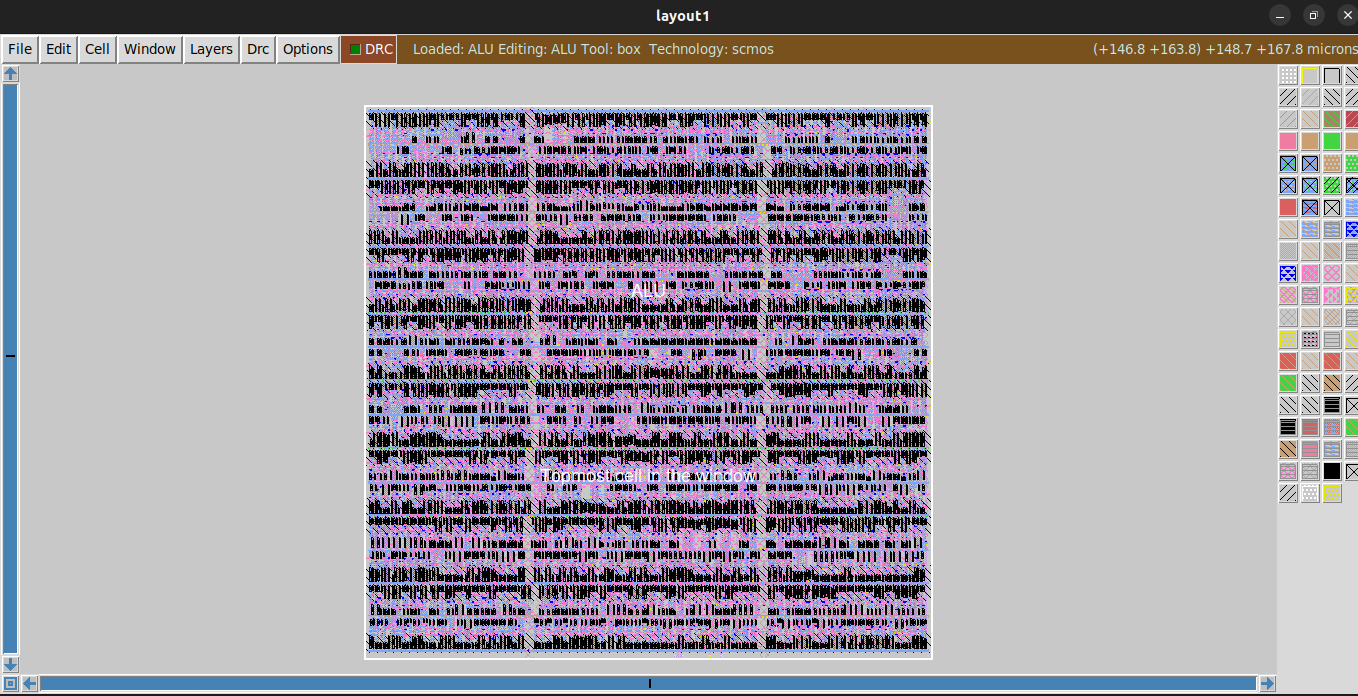 layout1
File Edit Cell Window Layers Drc Options DRC Loaded: ALU Editing: ALU Tool: box Technology: scmos (+146.8 +163.8) +148.7 +167.8 microns
ALU
Topmost cell in the window